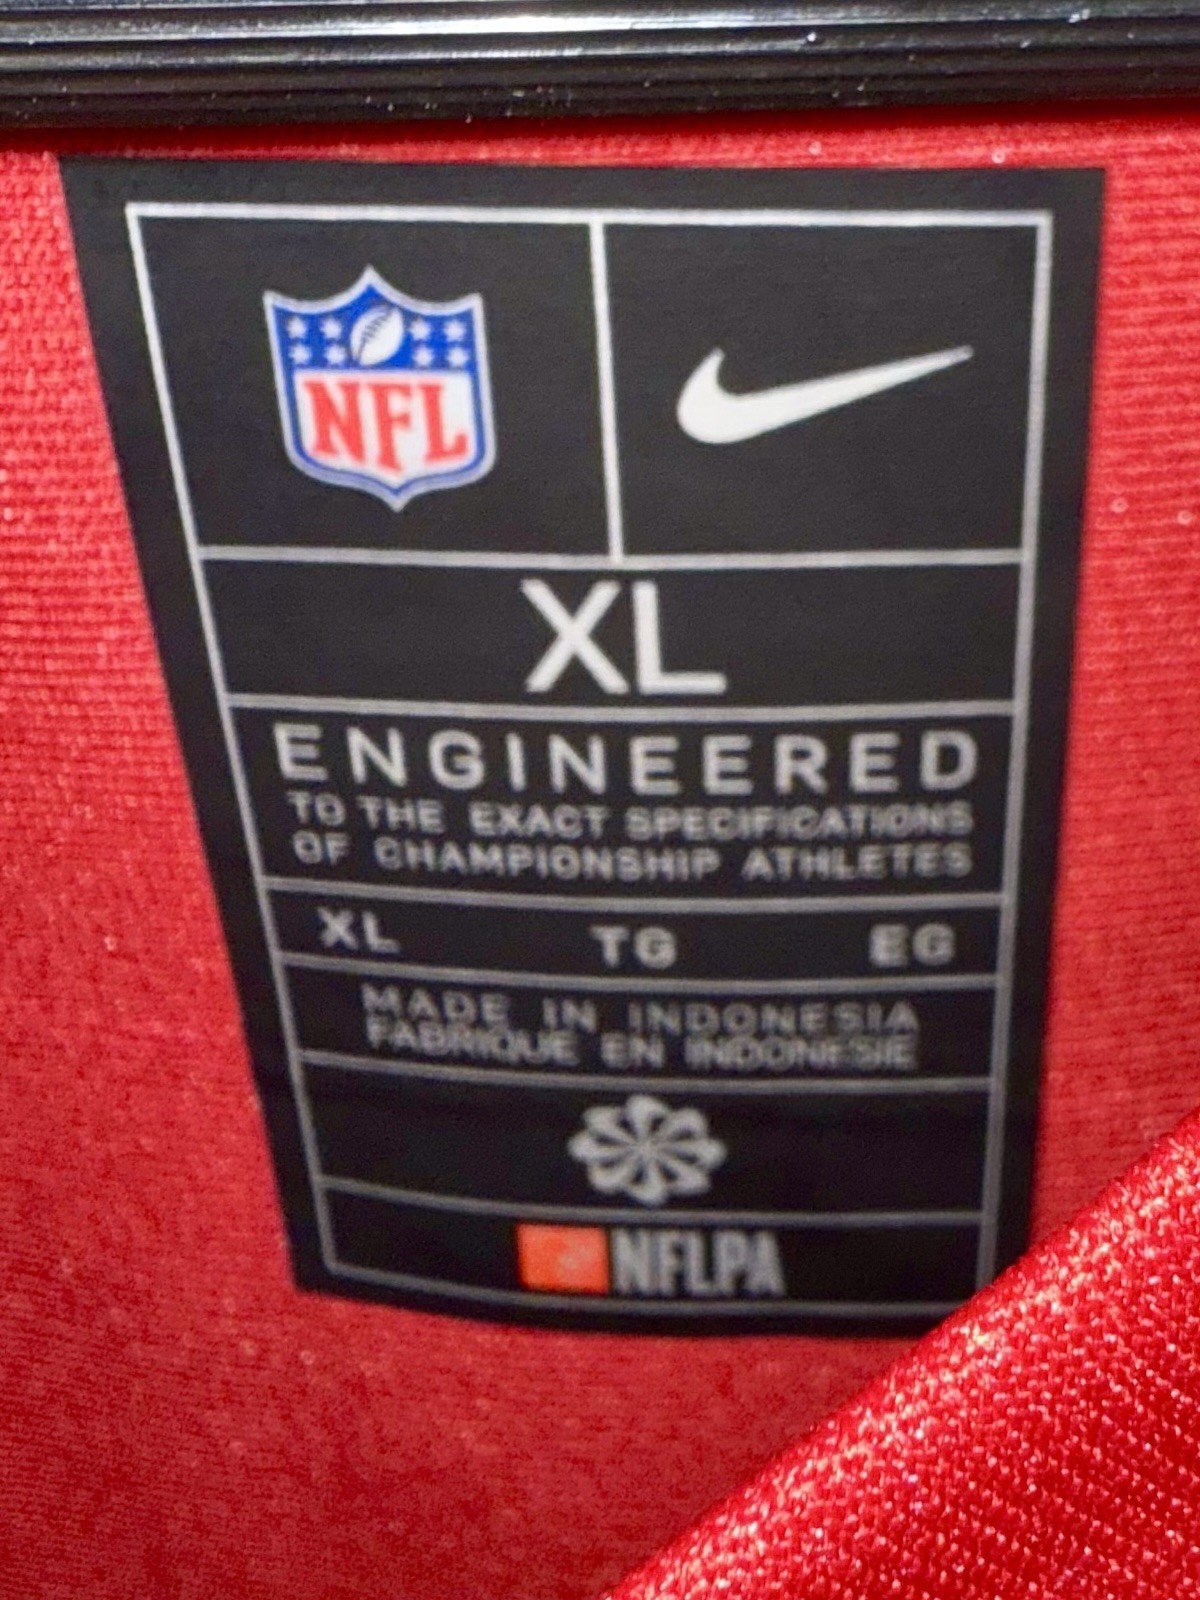 NFL
XL
ENGINEERED
TO THE EXACT SPECIFICATIONS
OF CHAMPIONSHIP ATHLETES
XL TG EG
MADE IN INDONESIA
FABRIQUE EN INDONESIE
NFLPA